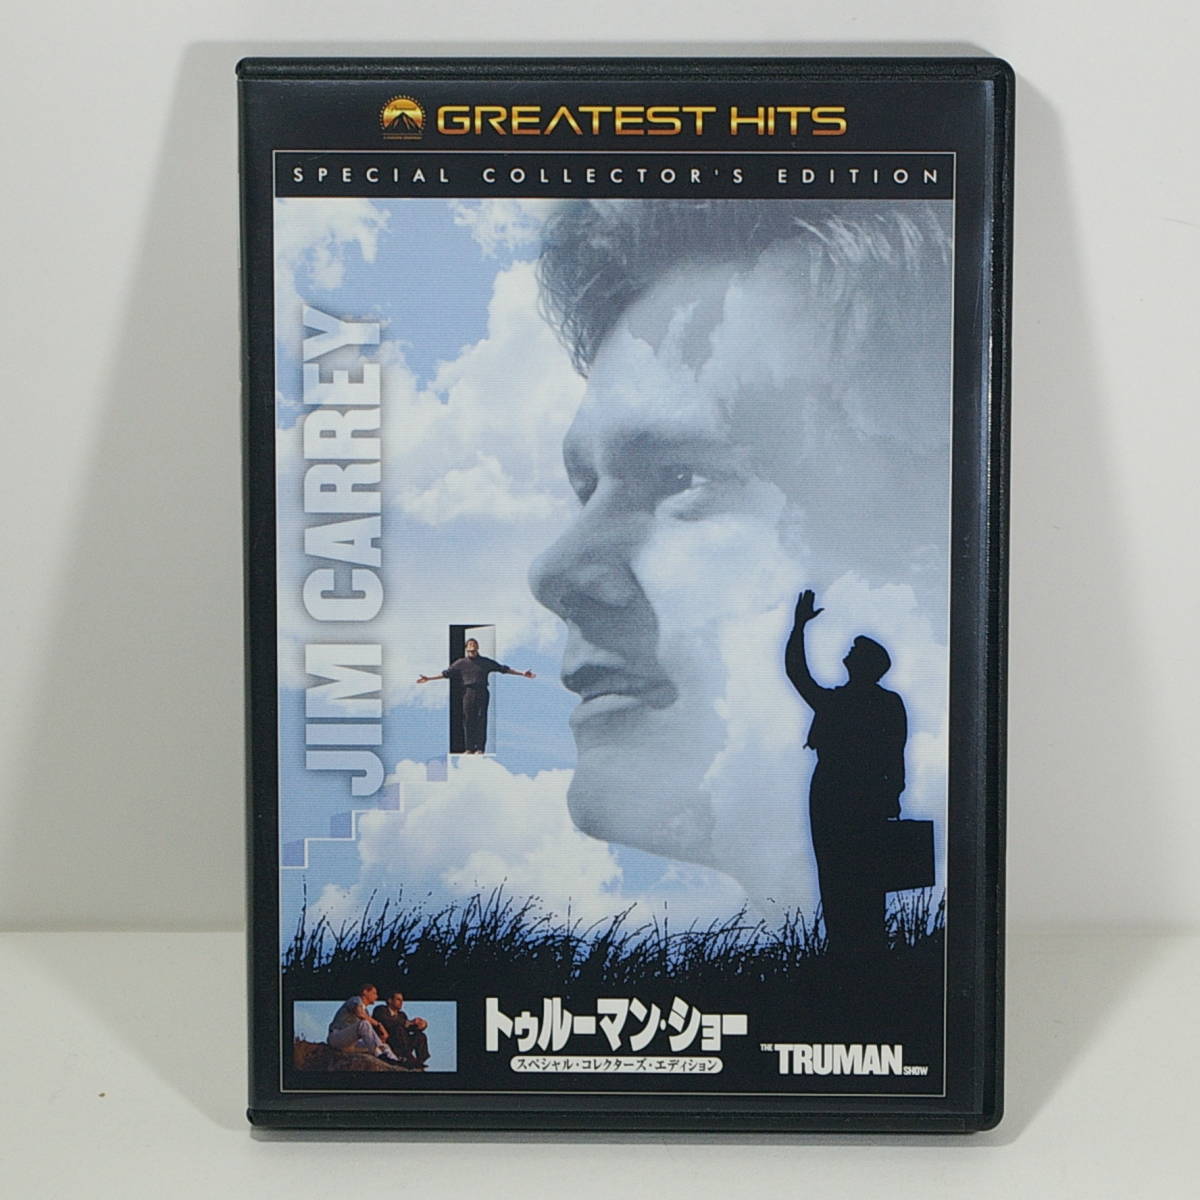 GREATEST HITS
SPECIAL COLLECTOR'S EDITION
JIM CARREY
トゥルーマン・ショー
スペシャル・コレクターズ・エディション
THE TRUMAN SHOW